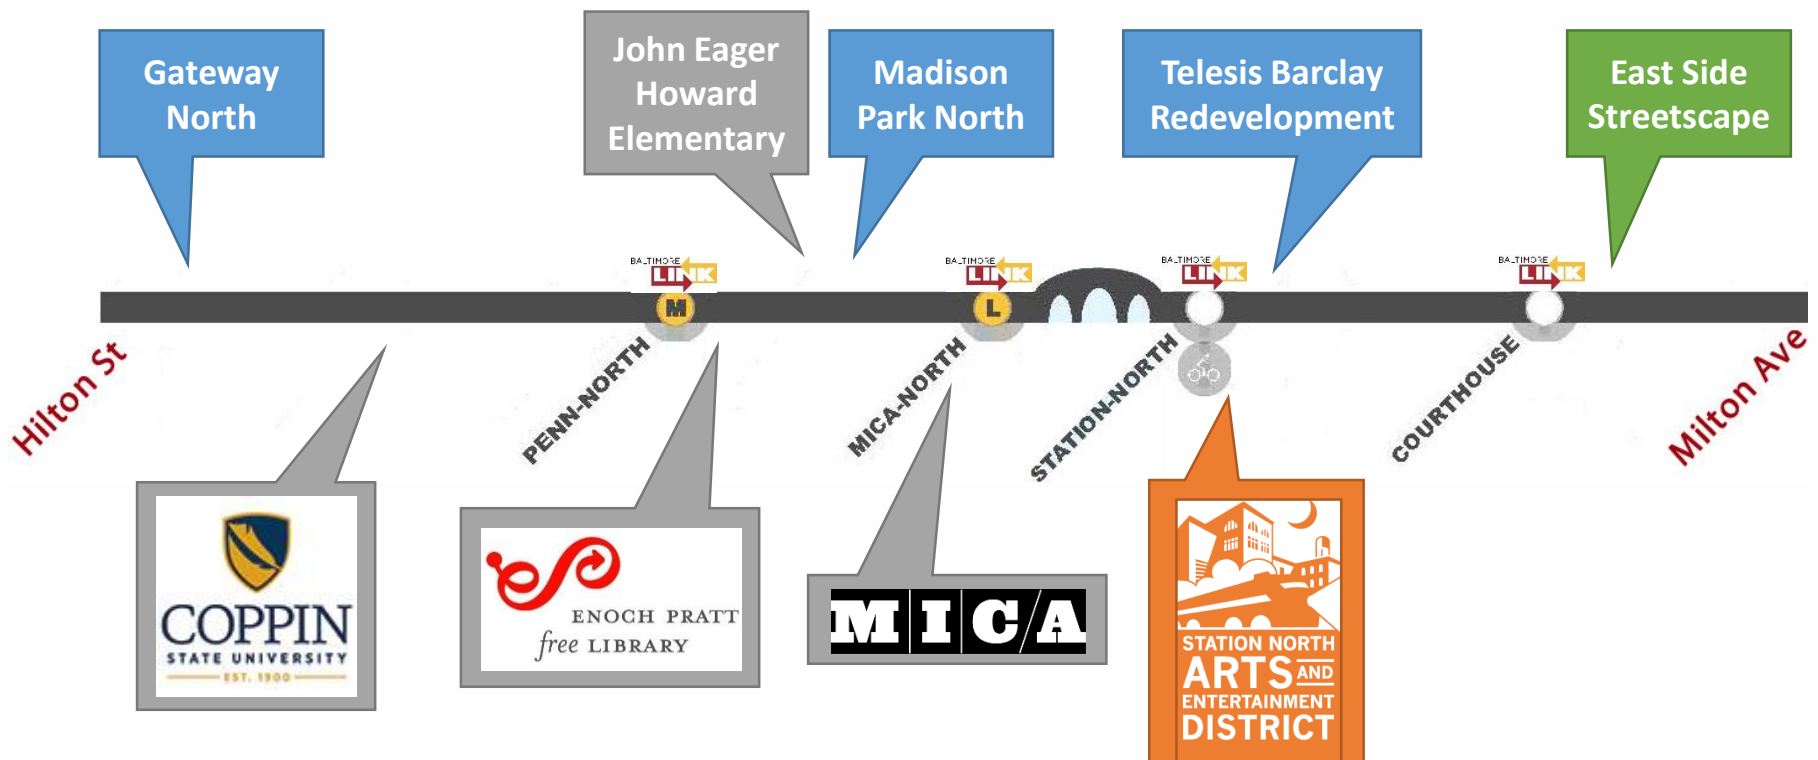 Gateway
North
John Eager
Howard
Elementary
Madison
Park North
Telesis Barclay
Redevelopment
East Side
Streetscape
BALTIMORE
LINK
BALTIMORE
LINK
BALTIMORE
LINK
BALTIMORE
LINK
M
L
Hilton St
PENN-NORTH
MICA-NORTH
STATION-NORTH
COURTHOUSE
Milton Ave
COPPIN
STATE UNIVERSITY
EST. 1900
ENOCH PRATT
free LIBRARY
MICA
STATION NORTH
ARTS AND
ENTERTAINMENT
DISTRICT